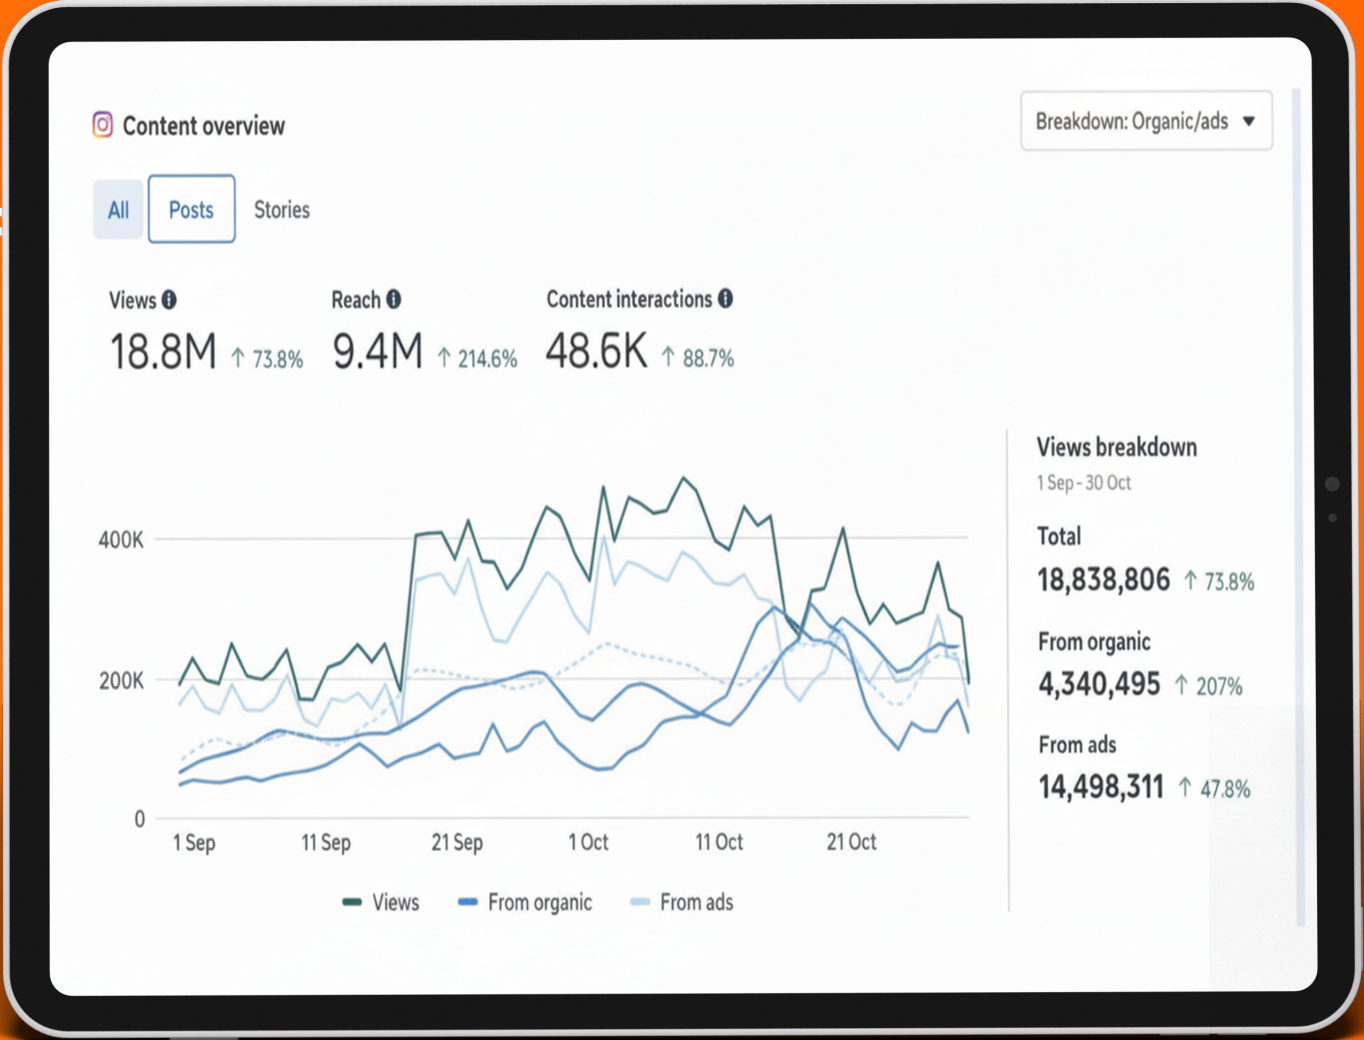 Content overview
Breakdown: Organic/ads
All
Posts
Stories
Views
Reach
Content interactions
18.8M ↑ 73.8%
9.4M ↑ 214.6%
48.6K ↑ 88.7%
400K
200K
0
1 Sep
11 Sep
21 Sep
1 Oct
11 Oct
21 Oct
Views
From organic
From ads
Views breakdown
1 Sep - 30 Oct
Total
18,838,806 ↑ 73.8%
From organic
4,340,495 ↑ 207%
From ads
14,498,311 ↑ 47.8%